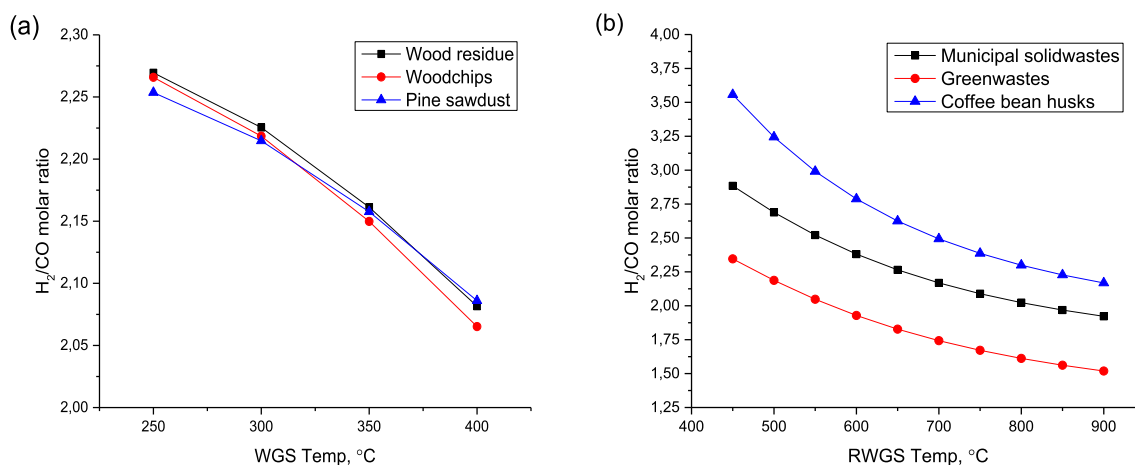 (a)
2,30
2,25
2,20
2,15
2,10
2,05
2,00
H2/CO molar ratio
Wood residue
Woodchips
Pine sawdust
250 300 350 400
WGS Temp, °C
(b)
4,00
3,75
3,50
3,25
3,00
2,75
2,50
2,25
2,00
1,75
1,50
1,25
H2/CO molar ratio
Municipal solidwastes
Greenwastes
Coffee bean husks
400 500 600 700 800 900
RWGS Temp, °C